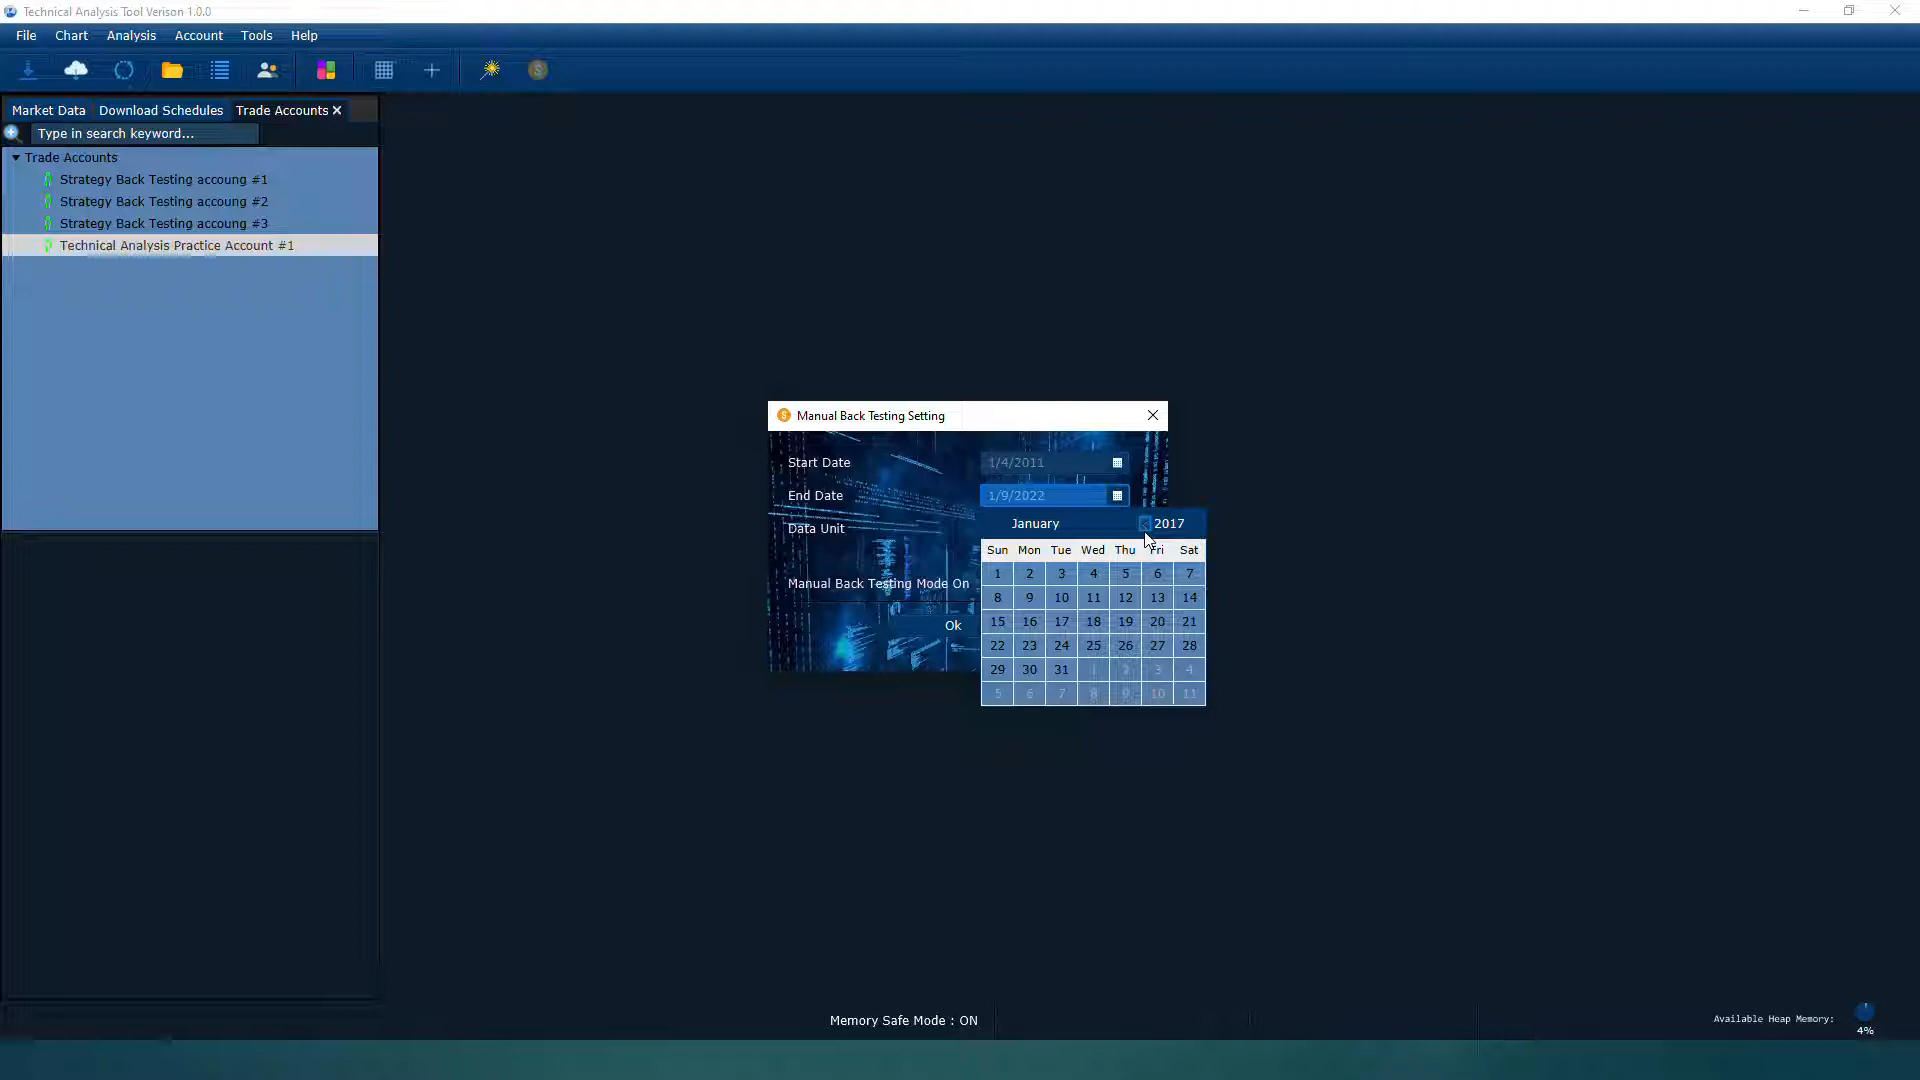 Technical Analysis Tool Verison 1.0.0
File Chart Analysis Account Tools Help
Market Data Download Schedules Trade Accounts
Type in search keyword...
Trade Accounts
Strategy Back Testing accoung #1
Strategy Back Testing accoung #2
Strategy Back Testing accoung #3
Technical Analysis Practice Account #1
Manual Back Testing Setting
Start Date 1/4/2011
End Date 1/9/2022
Data Unit
January 2017
Sun Mon Tue Wed Thu Fri Sat
1 2 3 4 5 6 7
8 9 10 11 12 13 14
15 16 17 18 19 20 21
22 23 24 25 26 27 28
29 30 31 1 2 3 4
5 6 7 8 9 10 11
Manual Back Testing Mode On
Ok
Memory Safe Mode : ON
Available Heap Memory:
4%